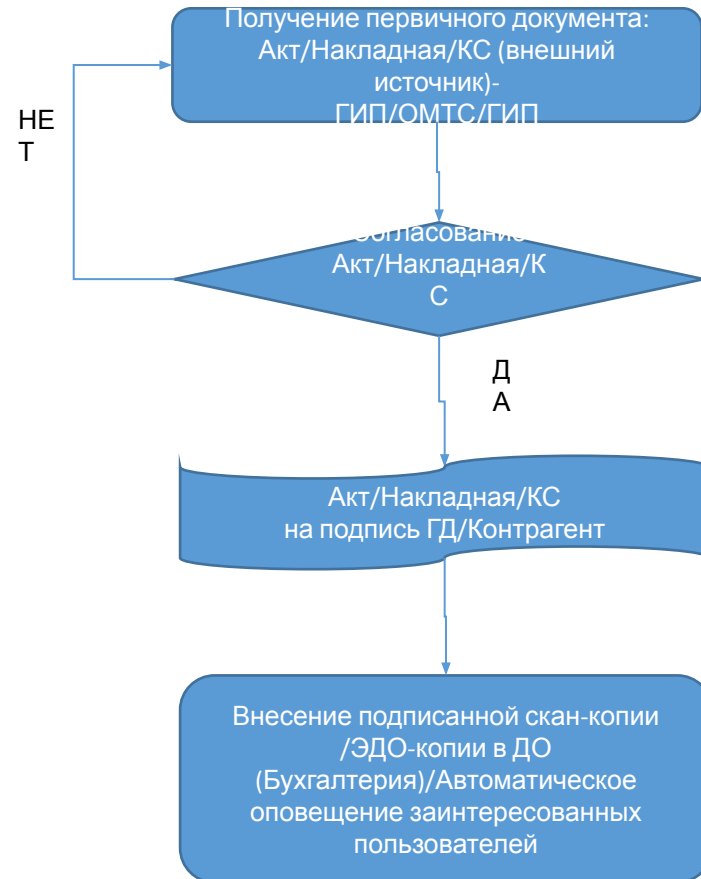 Получение первичного документа:
Акт/Накладная/КС (внешний
источник)-
ГИП/ОМТС/ГИП
НЕ
Т
Согласование
Акт/Накладная/К
С
Д
А
Акт/Накладная/КС
на подпись ГД/Контрагент
Внесение подписанной скан-копии
/ЭДО-копии в ДО
(Бухгалтерия)/Автоматическое
оповещение заинтересованных
пользователей